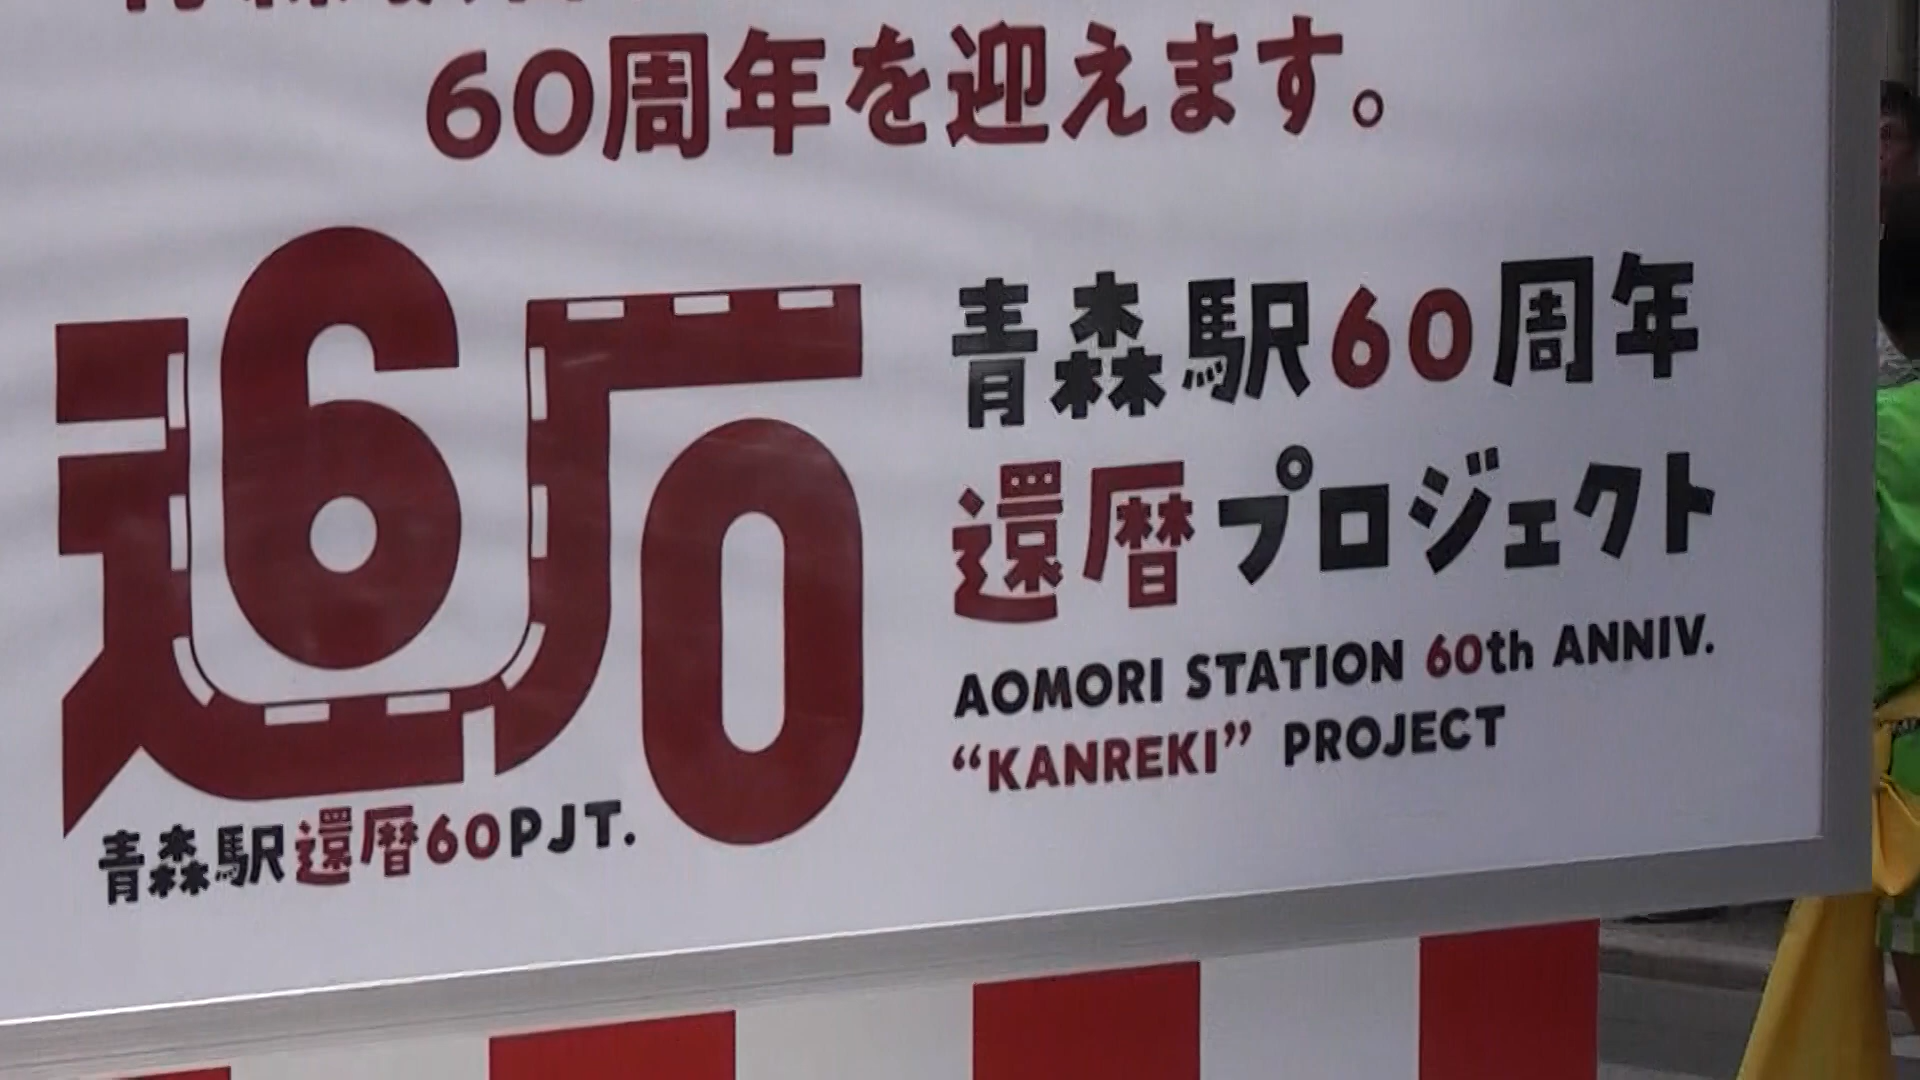 60周年を迎えます。
60
青森駅還暦60PJT.
青森駅60周年
還暦プロジェクト
AOMORI STATION 60th ANNIV.
“KANREKI” PROJECT